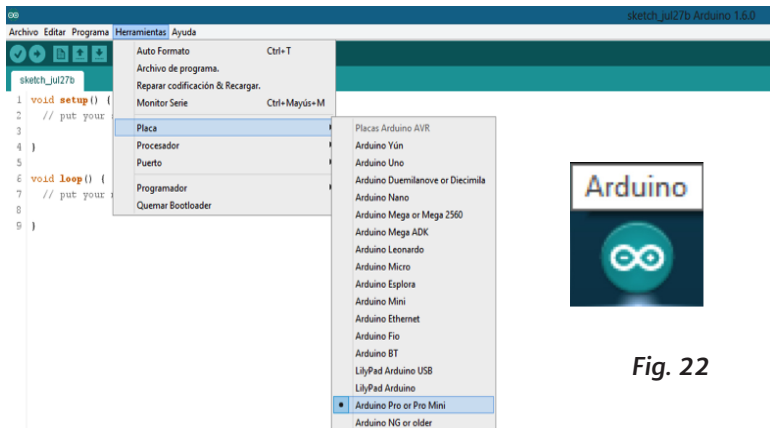 sketch_jul27b Arduino 1.6.0
Archivo Editar Programa Herramientas Ayuda
sketch_jul27b
1 void setup() {
2 // put your
3
4 }
5
6 void loop() {
7 // put your
8
9 }
Auto Formato Ctrl+T
Archivo de programa.
Reparar codificación & Recargar.
Monitor Serie Ctrl+Mayús+M
Placa
Procesador
Puerto
Programador
Quemar Bootloader
Placas Arduino AVR
Arduino Yún
Arduino Uno
Arduino Duemilanove or Diecimila
Arduino Nano
Arduino Mega or Mega 2560
Arduino Mega ADK
Arduino Leonardo
Arduino Micro
Arduino Esplora
Arduino Mini
Arduino Ethernet
Arduino Fio
Arduino BT
LilyPad Arduino USB
LilyPad Arduino
Arduino Pro or Pro Mini
Arduino NG or older
Arduino
Fig. 22